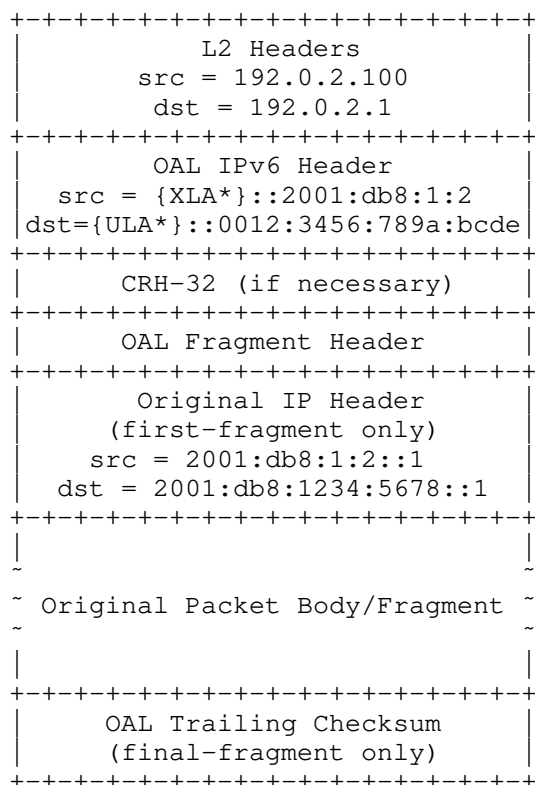 +-+-+-+-+-+-+-+-+-+-+-+-+-+-+-+-+-+
|            L2 Headers           |
|       src = 192.0.2.100         |
|        dst = 192.0.2.1          |
+-+-+-+-+-+-+-+-+-+-+-+-+-+-+-+-+-+
|         OAL IPv6 Header         |
|  src = {XLA*}::2001:db8:1:2     |
|dst={ULA*}::0012:3456:789a:bcde|
+-+-+-+-+-+-+-+-+-+-+-+-+-+-+-+-+-+
|       CRH-32 (if necessary)     |
+-+-+-+-+-+-+-+-+-+-+-+-+-+-+-+-+-+
|       OAL Fragment Header       |
+-+-+-+-+-+-+-+-+-+-+-+-+-+-+-+-+-+
|        Original IP Header       |
|      (first-fragment only)      |
|    src = 2001:db8:1:2::1        |
|  dst = 2001:db8:1234:5678::1    |
+-+-+-+-+-+-+-+-+-+-+-+-+-+-+-+-+-+
|                                 |
~                                 ~
~ Original Packet Body/Fragment ~
~                                 ~
|                                 |
+-+-+-+-+-+-+-+-+-+-+-+-+-+-+-+-+-+
|      OAL Trailing Checksum      |
|      (final-fragment only)      |
+-+-+-+-+-+-+-+-+-+-+-+-+-+-+-+-+-+